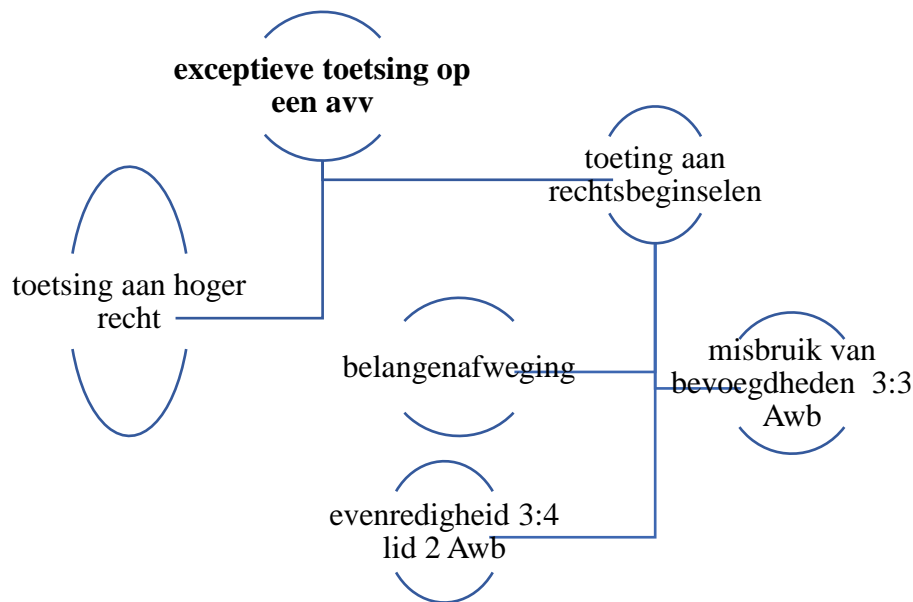 exceptieve toetsing op
een avv
toeting aan
rechtsbeginselen
toetsing aan hoger
recht
belangenafweging
misbruik van
bevoegdheden 3:3
Awb
evenredigheid 3:4
lid 2 Awb